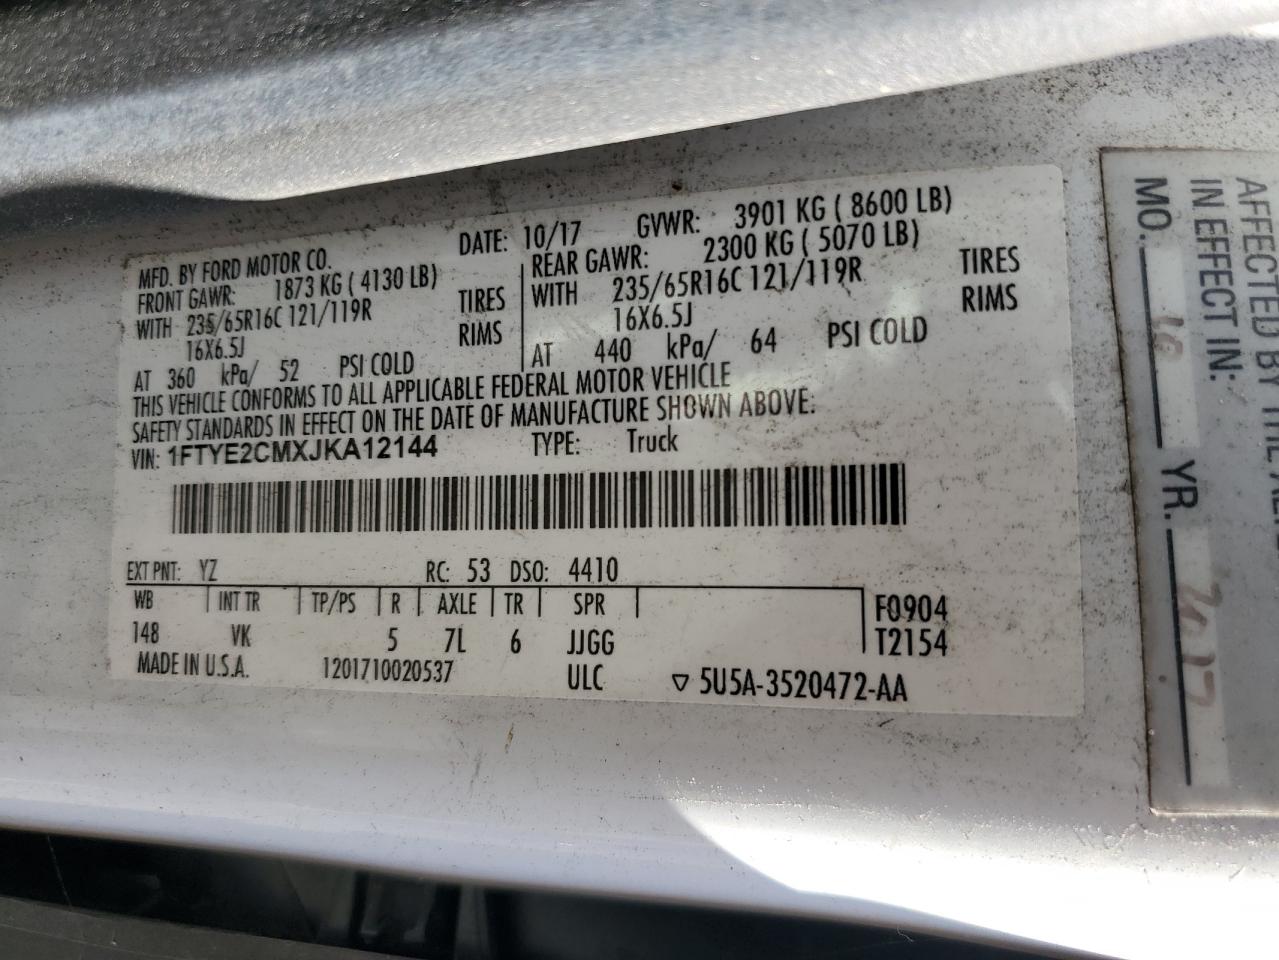 MFD. BY FORD MOTOR CO.
DATE: 10/17 GVWR: 3901 KG ( 8600 LB)
FRONT GAWR: 1873 KG ( 4130 LB)
WITH 235/65R16C 121/119R TIRES
16X6.5J RIMS
AT 360 kPa/ 52 PSI COLD
REAR GAWR: 2300 KG ( 5070 LB)
WITH 235/65R16C 121/119R TIRES
16X6.5J RIMS
AT 440 kPa/ 64 PSI COLD
THIS VEHICLE CONFORMS TO ALL APPLICABLE FEDERAL MOTOR VEHICLE
SAFETY STANDARDS IN EFFECT ON THE DATE OF MANUFACTURE SHOWN ABOVE.
VIN: 1FTYE2CMXJKA12144 TYPE: Truck
EXT PNT: YZ RC: 53 DSO: 4410
WB INT TR TP/PS R AXLE TR SPR F0904
148 VK 5 7L 6 JJGG T2154
MADE IN U.S.A. 1201710020537 ULC ▽ 5U5A-3520472-AA
AFFECTED BY
IN EFFECT IN:
MO. 10 YR. 2017